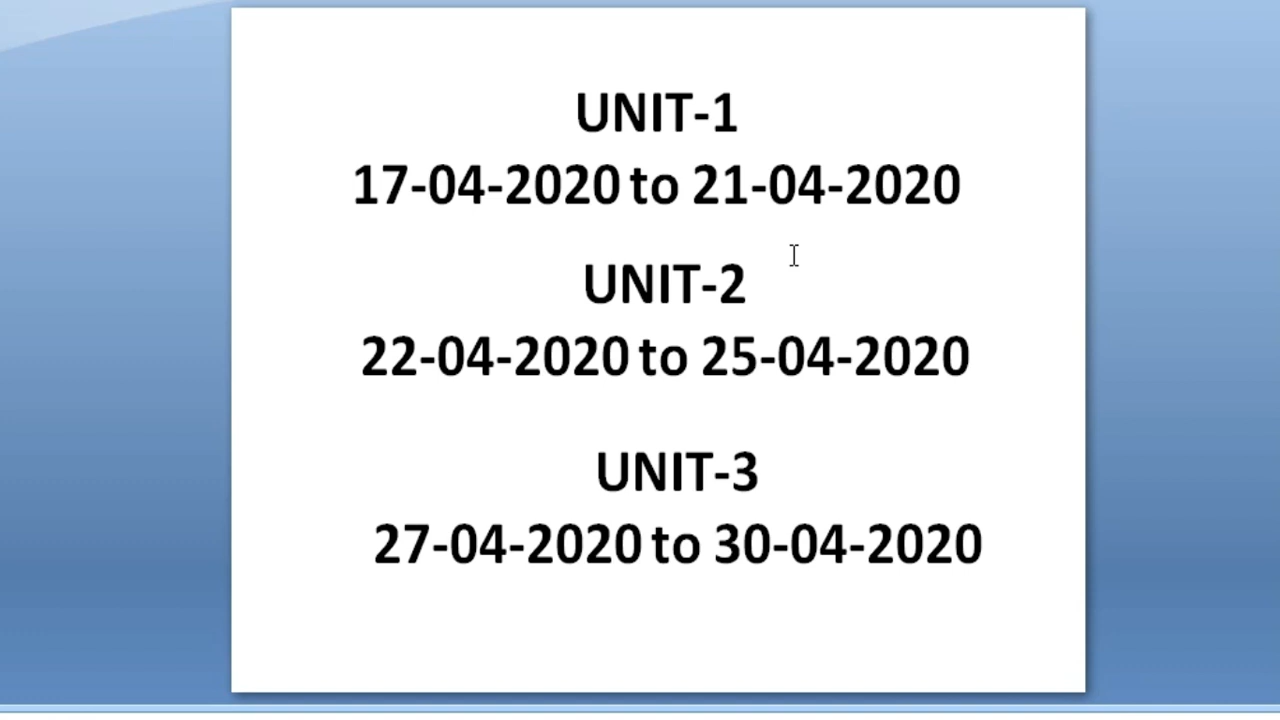 UNIT-1
17-04-2020 to 21-04-2020
UNIT-2
22-04-2020 to 25-04-2020
UNIT-3
27-04-2020 to 30-04-2020